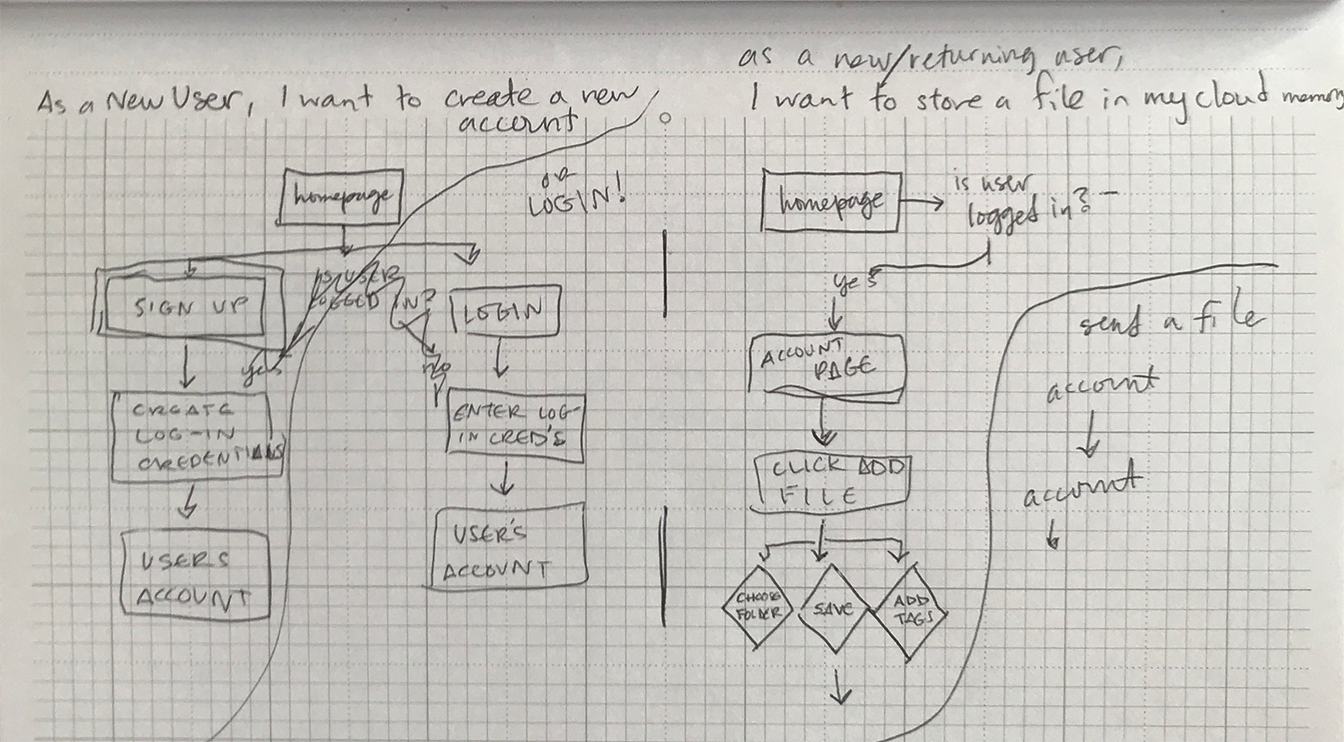 As a New User, I want to create a new
account
or
LOGIN!
homepage
SIGN UP
IS USER
LOGGED IN?
yes
no
LOGIN
CREATE
LOG-IN
CREDENTIALS
ENTER LOG-
IN CRED'S
USERS
ACCOUNT
USER'S
ACCOUNT
as a new/returning user,
I want to store a file in my cloud memory
homepage
is user
logged in?
yes
ACCOUNT
PAGE
CLICK ADD
FILE
CHOOSE
FOLDER
SAVE
ADD
TAGS
send a file
account
account